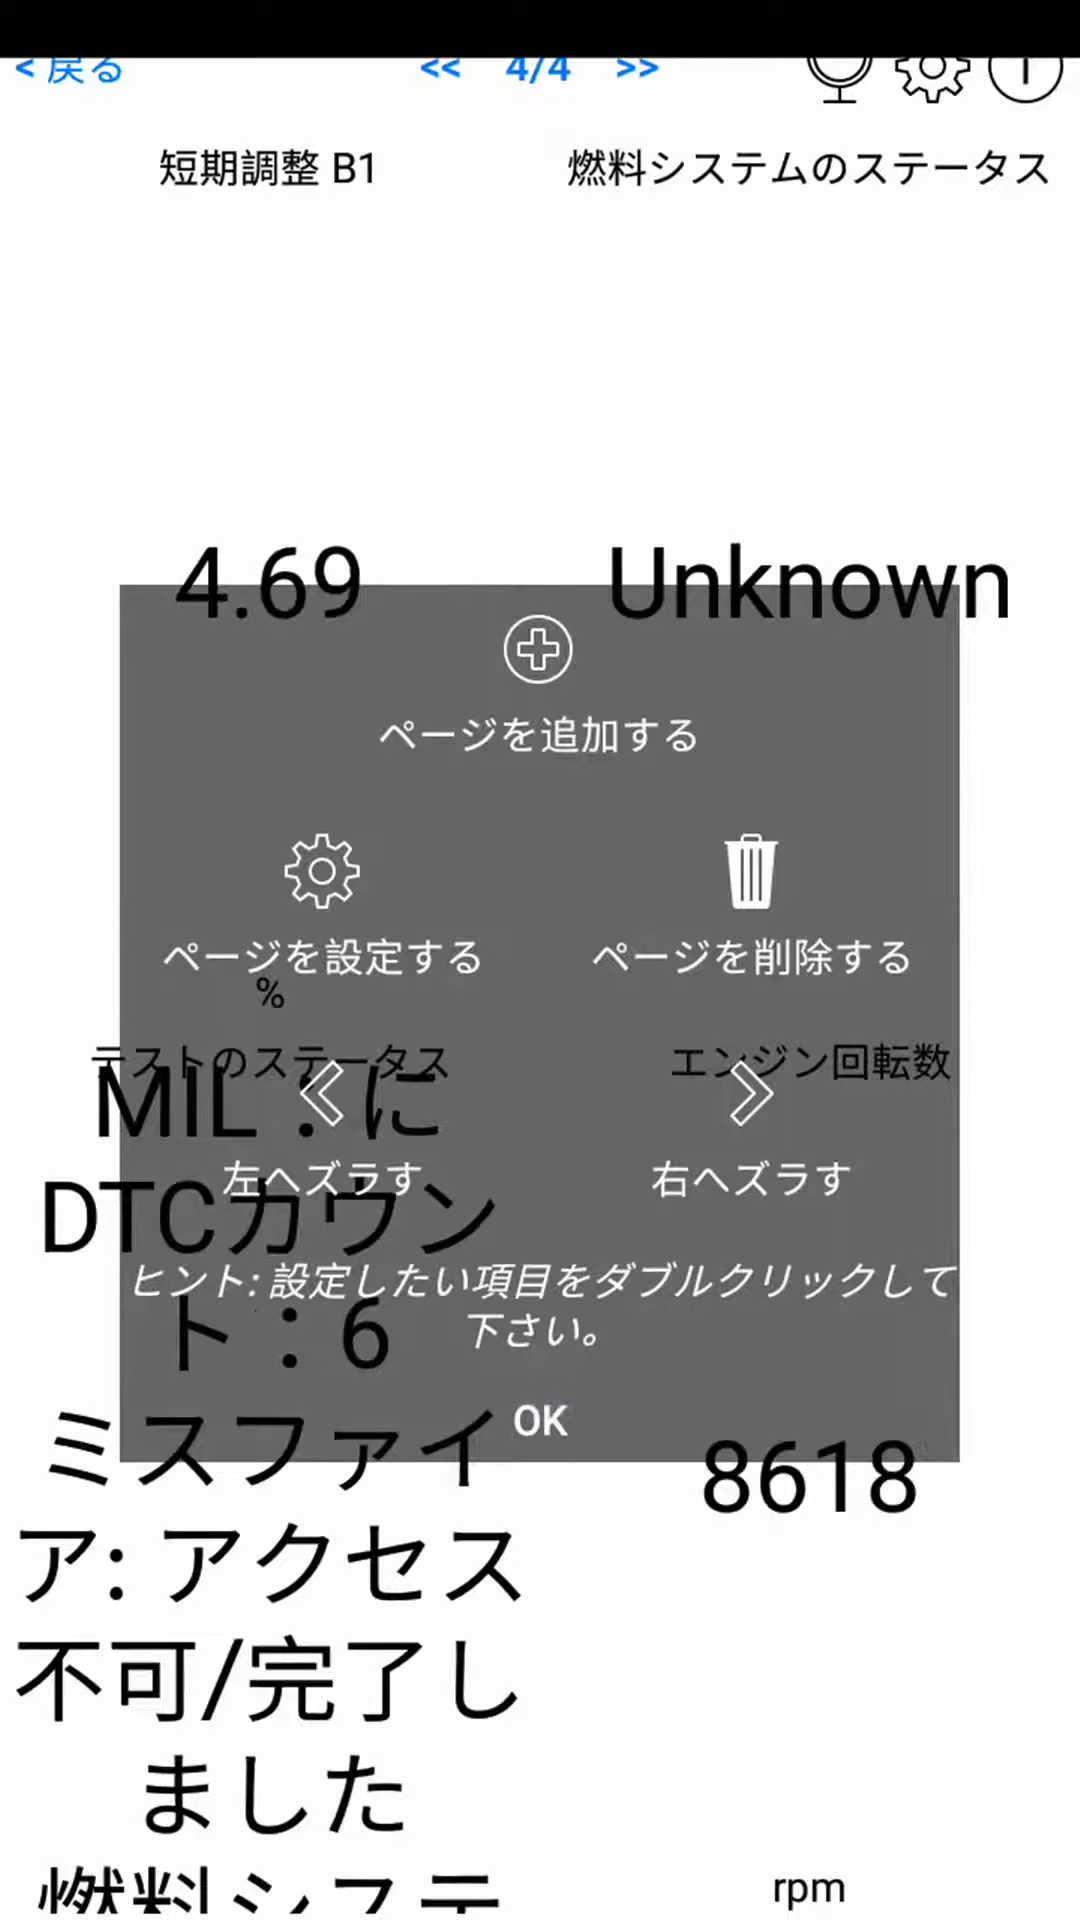 < 戻る << 4/4 >>
短期調整 B1 燃料システムのステータス
4.69 Unknown
ページを追加する
ページを設定する ページを削除する
%
テストのステータス エンジン回転数
MIL：に
左へズラす 右へズラす
DTCカウン
ヒント: 設定したい項目をダブルクリックして
下さい。
ト：6
OK
ミスファイ
8618
ア: アクセス
不可/完了し
ました
燃料システ
rpm